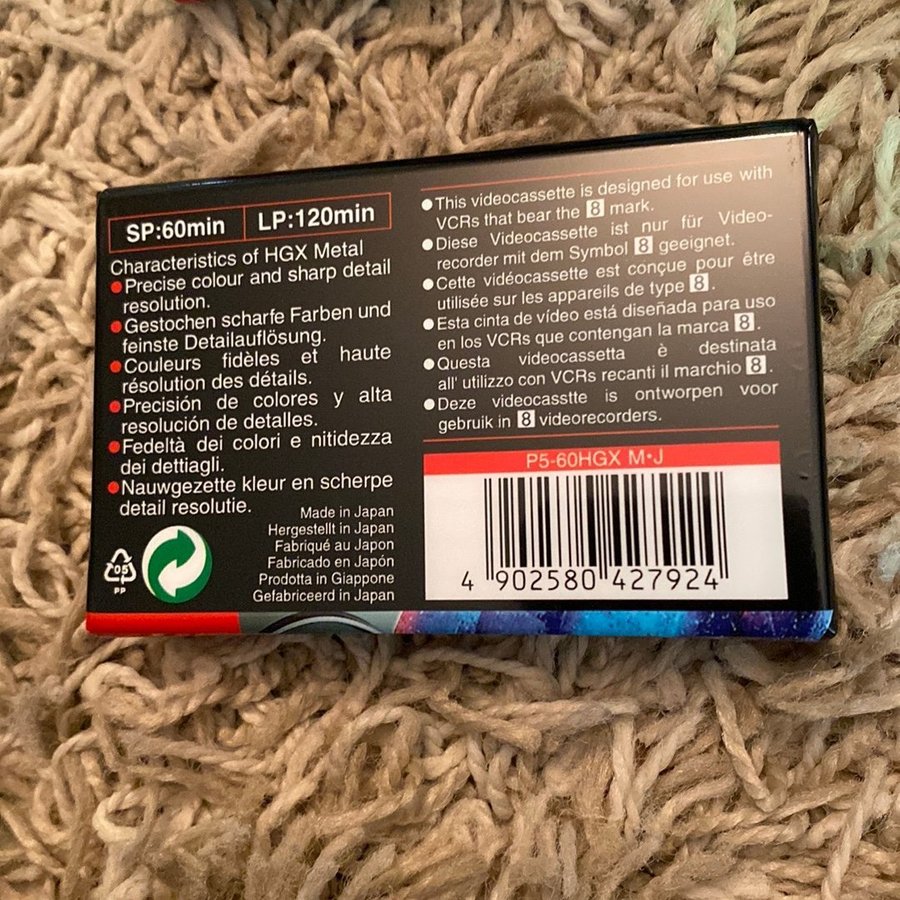 SP:60min LP:120min
Characteristics of HGX Metal
●Precise colour and sharp detail
resolution.
●Gestochen scharfe Farben und
feinste Detailauflösung.
●Couleurs fidèles et haute
résolution des détails.
●Precisión de colores y alta
resolución de detalles.
●Fedeltà dei colori e nitidezza
dei dettiagli.
●Nauwgezette kleur en scherpe
detail resolutie.
Made in Japan
Hergestellt in Japan
Fabriqué au Japon
Fabricado en Japón
Prodotta in Giappone
Gefabriceerd in Japan
05
PP
●This videocassette is designed for use with
VCRs that bear the 8 mark.
●Diese Videocassette ist nur für Video-
recorder mit dem Symbol 8 geeignet.
●Cette vidéocassette est conçue pour être
utilisée sur les appareils de type 8.
●Esta cinta de vídeo está diseñada para uso
en los VCRs que contengan la marca 8.
●Questa videocassetta è destinata
all' utilizzo con VCRs recanti il marchio 8.
●Deze videocasstte is ontworpen voor
gebruik in 8 videorecorders.
P5-60HGX M•J
4 902580 427924